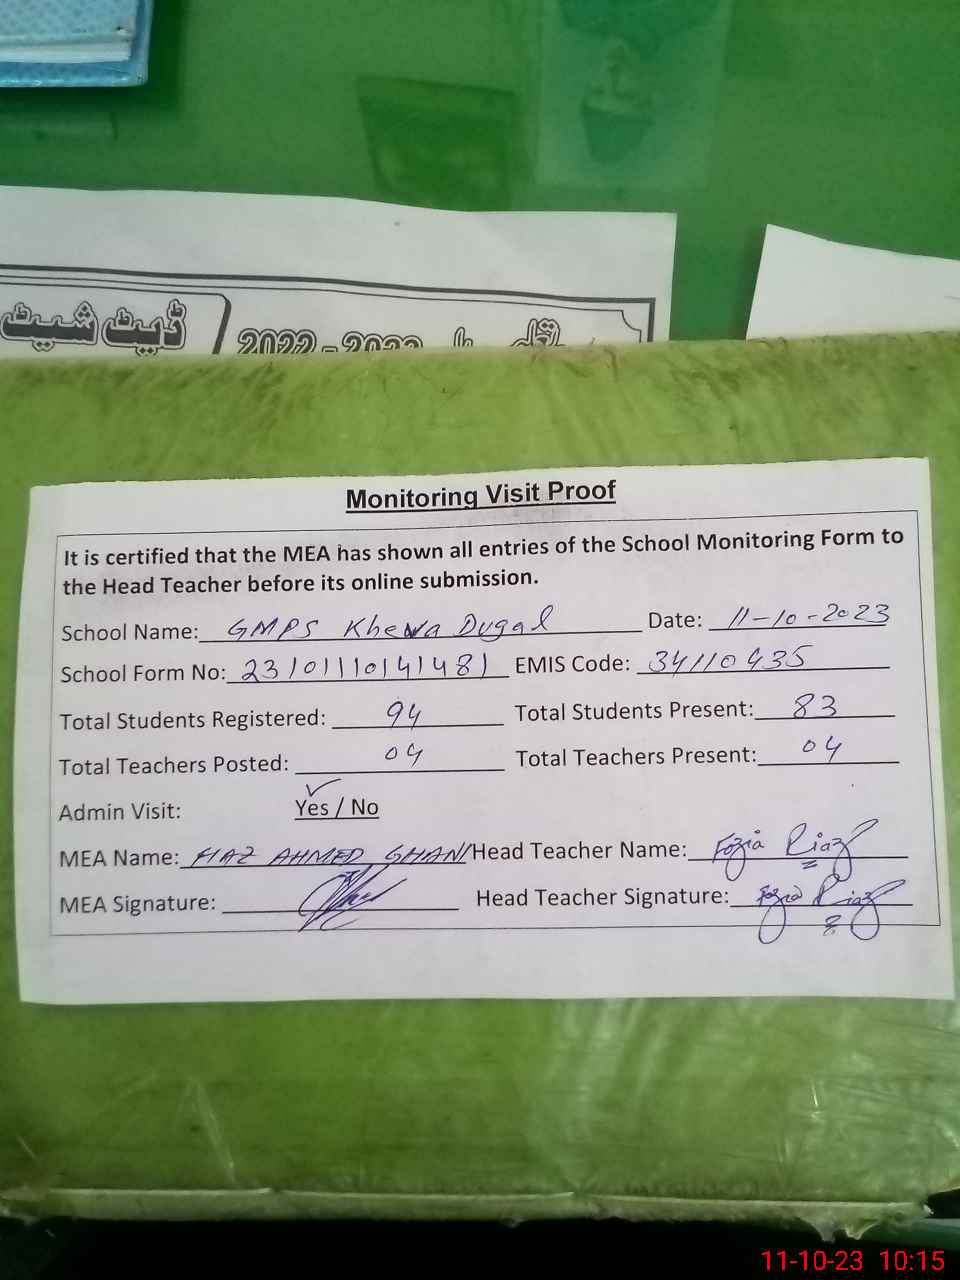 ڈیٹ شیٹ
2022 - 2023
Monitoring Visit Proof
It is certified that the MEA has shown all entries of the School Monitoring Form to
the Head Teacher before its online submission.
School Name: GMPS Khewa Dugal Date: 11-10-2023
School Form No: 23101110141481 EMIS Code: 34110435
Total Students Registered: 94 Total Students Present: 83
Total Teachers Posted: 04 Total Teachers Present: 04
Admin Visit: Yes / No
MEA Name: FIAZ AHMED GHANI Head Teacher Name: Fozia Riaz
MEA Signature: Head Teacher Signature: Fozia Riaz
11-10-23 10:15